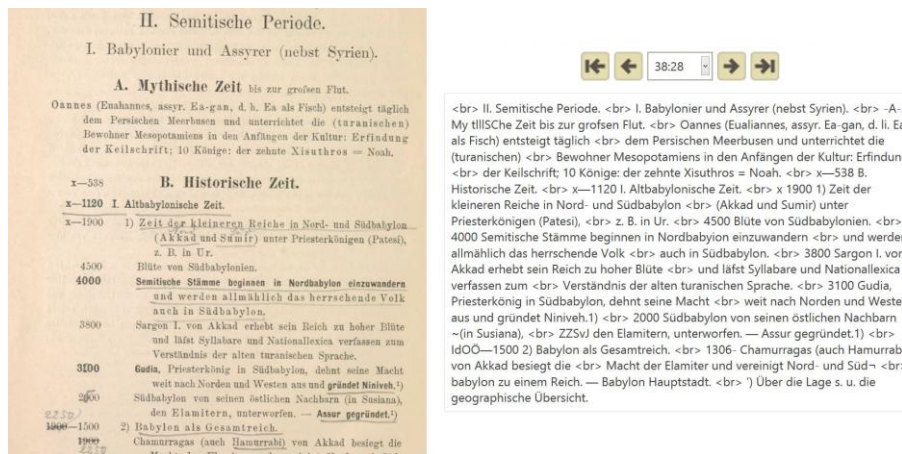 II. Semitische Periode.
I. Babylonier und Assyrer (nebst Syrien).
A. Mythische Zeit bis zur großen Flut.
Oannes (Euahannes, assyr. Ea-gan, d. h. Ea als Fisch) entsteigt täglich
dem Persischen Meerbusen und unterrichtet die (turanischen)
Bewohner Mesopotamiens in den Anfängen der Kultur: Erfindung
der Keilschrift; 10 Könige: der zehnte Xisuthros = Noah.
x—538 B. Historische Zeit.
x—1120 I. Altbabylonische Zeit.
x—1900 1) Zeit der kleineren Reiche in Nord- und Südbabylon
(Akkad und Sumir) unter Priesterkönigen (Patesi),
z. B. in Ur.
4500 Blüte von Südbabylonien.
4000 Semitische Stämme beginnen in Nordbabylon einzuwandern
und werden allmählich das herrschende Volk
auch in Südbabylon.
3800 Sargon I. von Akkad erhebt sein Reich zu hoher Blüte
und läßt Syllabare und Nationallexica verfassen zum
Verständnis der alten turanischen Sprache.
3100 Gudia, Priesterkönig in Südbabylon, dehnt seine Macht
weit nach Norden und Westen aus und gründet Niniveh.¹)
Südbabylon von seinen östlichen Nachbarn (in Susiana),
den Elamitern, unterworfen. — Assur gegründet.¹)
2250
1900—1500 2) Babylon als Gesamtreich.
1900 Chamurragas (auch Hamurrabi) von Akkad besiegt die
2250
38:28
<br> II. Semitische Periode. <br> I. Babylonier und Assyrer (nebst Syrien). <br> -A-
My tlllSChe Zeit bis zur grofsen Flut. <br> Oannes (Eualiannes, assyr. Ea-gan, d. li. Ea
als Fisch) entsteigt täglich <br> dem Persischen Meerbusen und unterrichtet die
(turanischen) <br> Bewohner Mesopotamiens in den Anfängen der Kultur: Erfindun
<br> der Keilschrift; 10 Könige: der zehnte Xisuthros = Noah. <br> x—538 B.
Historische Zeit. <br> x—1120 I. Altbabylonische Zeit. <br> x 1900 1) Zeit der
kleineren Reiche in Nord- und Südbabylon <br> (Akkad und Sumir) unter
Priesterkönigen (Patesi), <br> z. B. in Ur. <br> 4500 Blüte von Südbabylonien. <br>
4000 Semitische Stämme beginnen in Nordbabyion einzuwandern <br> und werde
allmählich das herrschende Volk <br> auch in Südbabylon. <br> 3800 Sargon I. von
Akkad erhebt sein Reich zu hoher Blüte <br> und läfst Syllabare und Nationallexica
verfassen zum <br> Verständnis der alten turanischen Sprache. <br> 3100 Gudia,
Priesterkönig in Südbabylon, dehnt seine Macht <br> weit nach Norden und Weste
aus und gründet Niniveh.1) <br> 2000 Südbabylon von seinen östlichen Nachbarn
~(in Susiana), <br> ZZSvJ den Elamitern, unterworfen. — Assur gegründet.1) <br>
IdOÖ—1500 2) Babylon als Gesamtreich. <br> 1306- Chamurragas (auch Hamurrab
von Akkad besiegt die <br> Macht der Elamiter und vereinigt Nord- und Süd¬ <br
babylon zu einem Reich. — Babylon Hauptstadt. <br> ') Über die Lage s. u. die
geographische Übersicht.